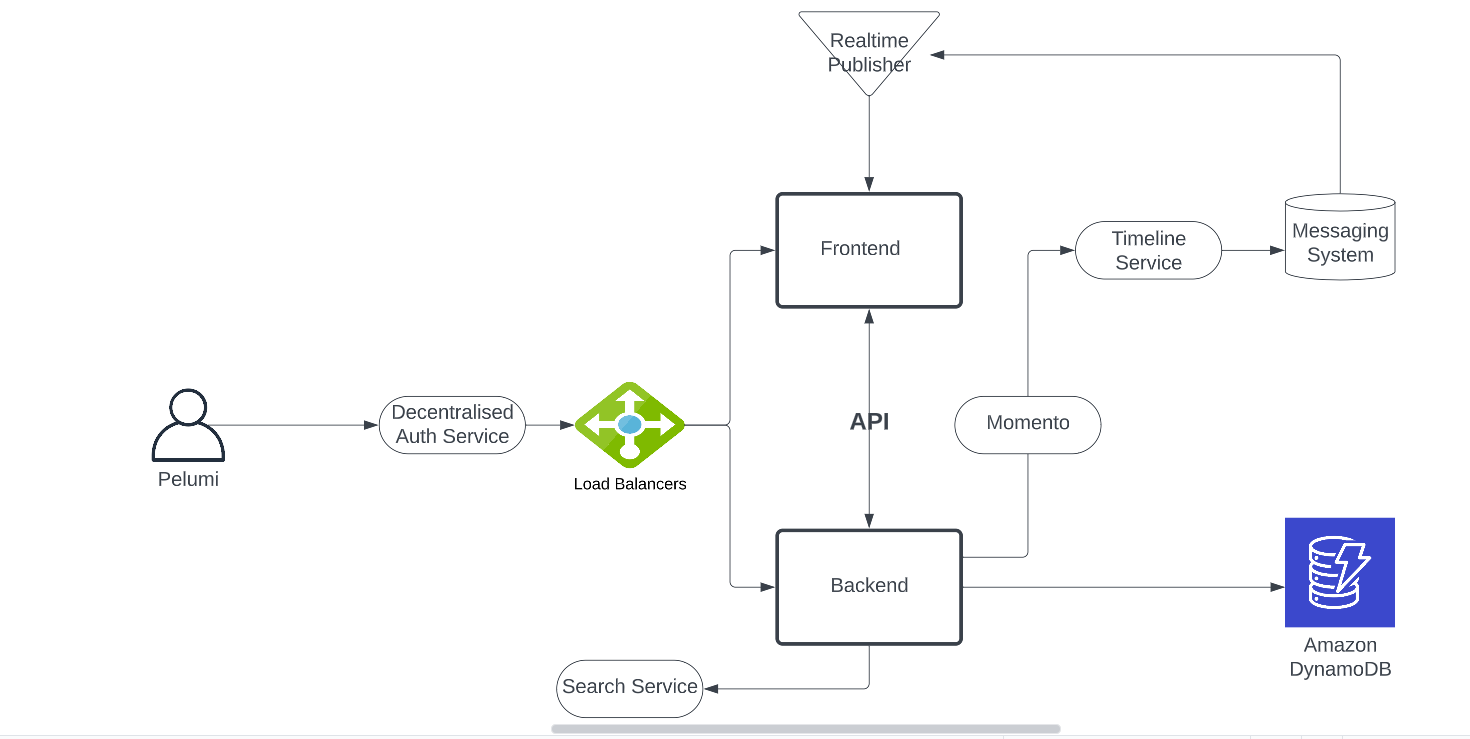 Realtime
Publisher
Frontend
Timeline
Service
Messaging
System
Decentralised
Auth Service
API
Momento
Pelumi
Load Balancers
Backend
Amazon
DynamoDB
Search Service